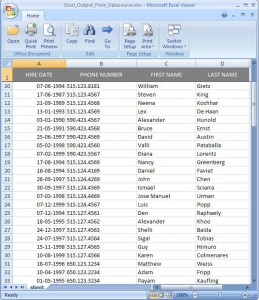 Excel_Output_From_Datasource.xlsx - Microsoft Excel Viewer
Home
Open Quick Print Print Preview Copy Find Go To Page Setup Print Area Switch Windows
Office Document Edit Page Setup Window
A B C D
1 HIRE DATE PHONE NUMBER FIRST NAME LAST NAME
10 07-06-1994 515.123.8181 William Gietz
11 17-06-1987 515.123.4567 Steven King
12 21-09-1989 515.123.4568 Neena Kochhar
13 13-01-1993 515.123.4569 Lex De Haan
14 03-01-1990 590.423.4567 Alexander Hunold
15 21-05-1991 590.423.4568 Bruce Ernst
16 25-06-1997 590.423.4569 David Austin
17 05-02-1998 590.423.4560 Valli Pataballa
18 07-02-1999 590.423.5567 Diana Lorentz
19 17-08-1994 515.124.4569 Nancy Greenberg
20 16-08-1994 515.124.4169 Daniel Faviet
21 28-09-1997 515.124.4269 John Chen
22 30-09-1997 515.124.4369 Ismael Sciarra
23 07-03-1998 515.124.4469 Jose Manuel Urman
24 07-12-1999 515.124.4567 Luis Popp
25 07-12-1994 515.127.4561 Den Raphaely
26 18-05-1995 515.127.4562 Alexander Khoo
27 24-12-1997 515.127.4563 Shelli Baida
28 24-07-1997 515.127.4564 Sigal Tobias
29 15-11-1998 515.127.4565 Guy Himuro
30 10-08-1999 515.127.4566 Karen Colmenares
31 18-07-1996 650.123.1234 Matthew Weiss
32 10-04-1997 650.123.2234 Adam Fripp
33 01-05-1995 650.123.3234 Payam Kaufling
sheet
Ready